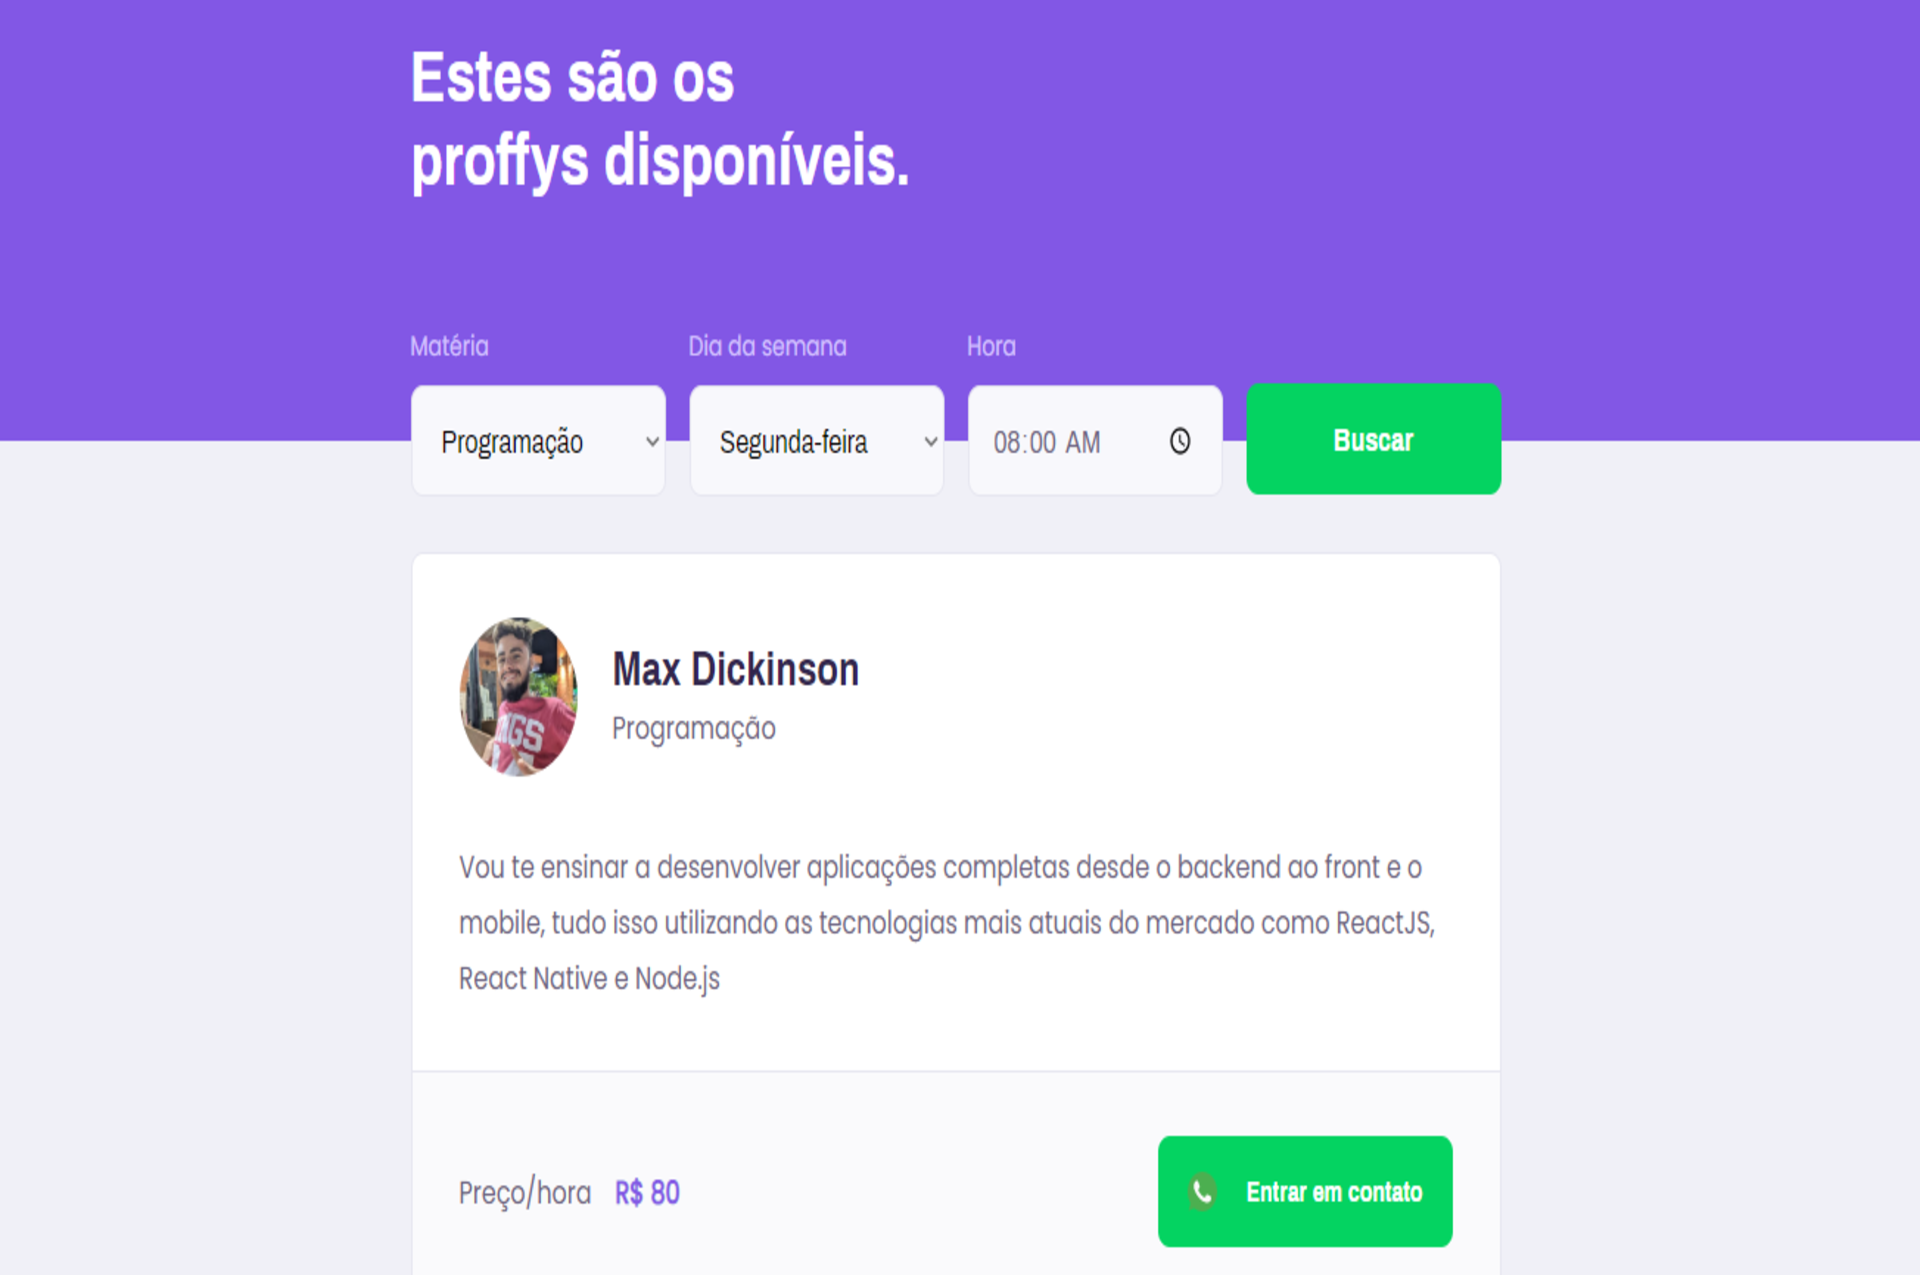 Estes são os
proffys disponíveis.
Matéria
Dia da semana
Hora
Programação
Segunda-feira
08:00 AM
Buscar
Max Dickinson
Programação
Vou te ensinar a desenvolver aplicações completas desde o backend ao front e o
mobile, tudo isso utilizando as tecnologias mais atuais do mercado como ReactJS,
React Native e Node.js
Preço/hora R$ 80
Entrar em contato